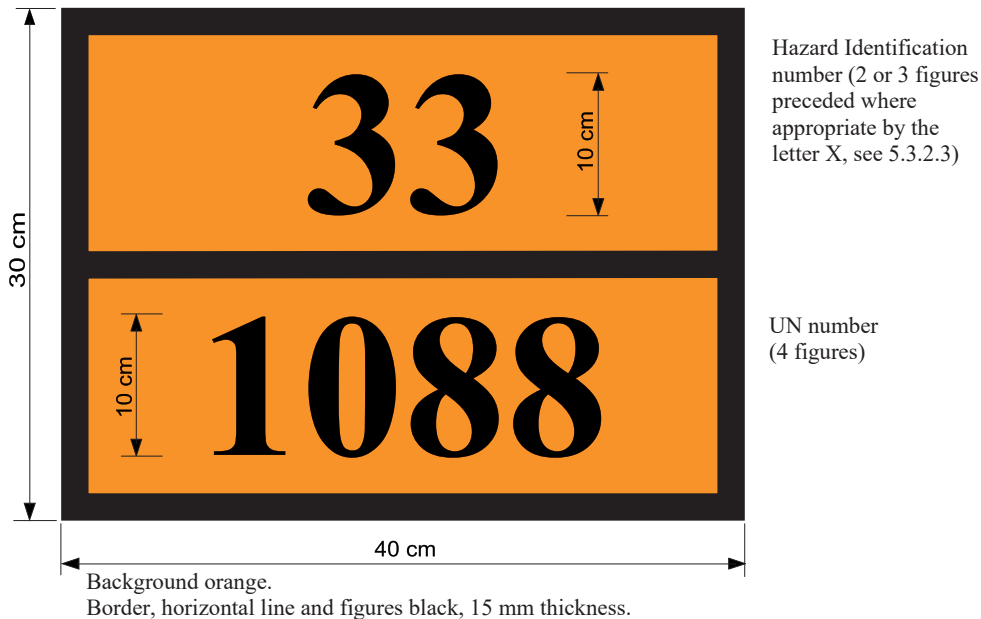 Hazard Identification
number (2 or 3 figures
preceded where
appropriate by the
letter X, see 5.3.2.3)
33
10 cm
30 cm
UN number
(4 figures)
1088
10 cm
40 cm
Background orange.
Border, horizontal line and figures black, 15 mm thickness.